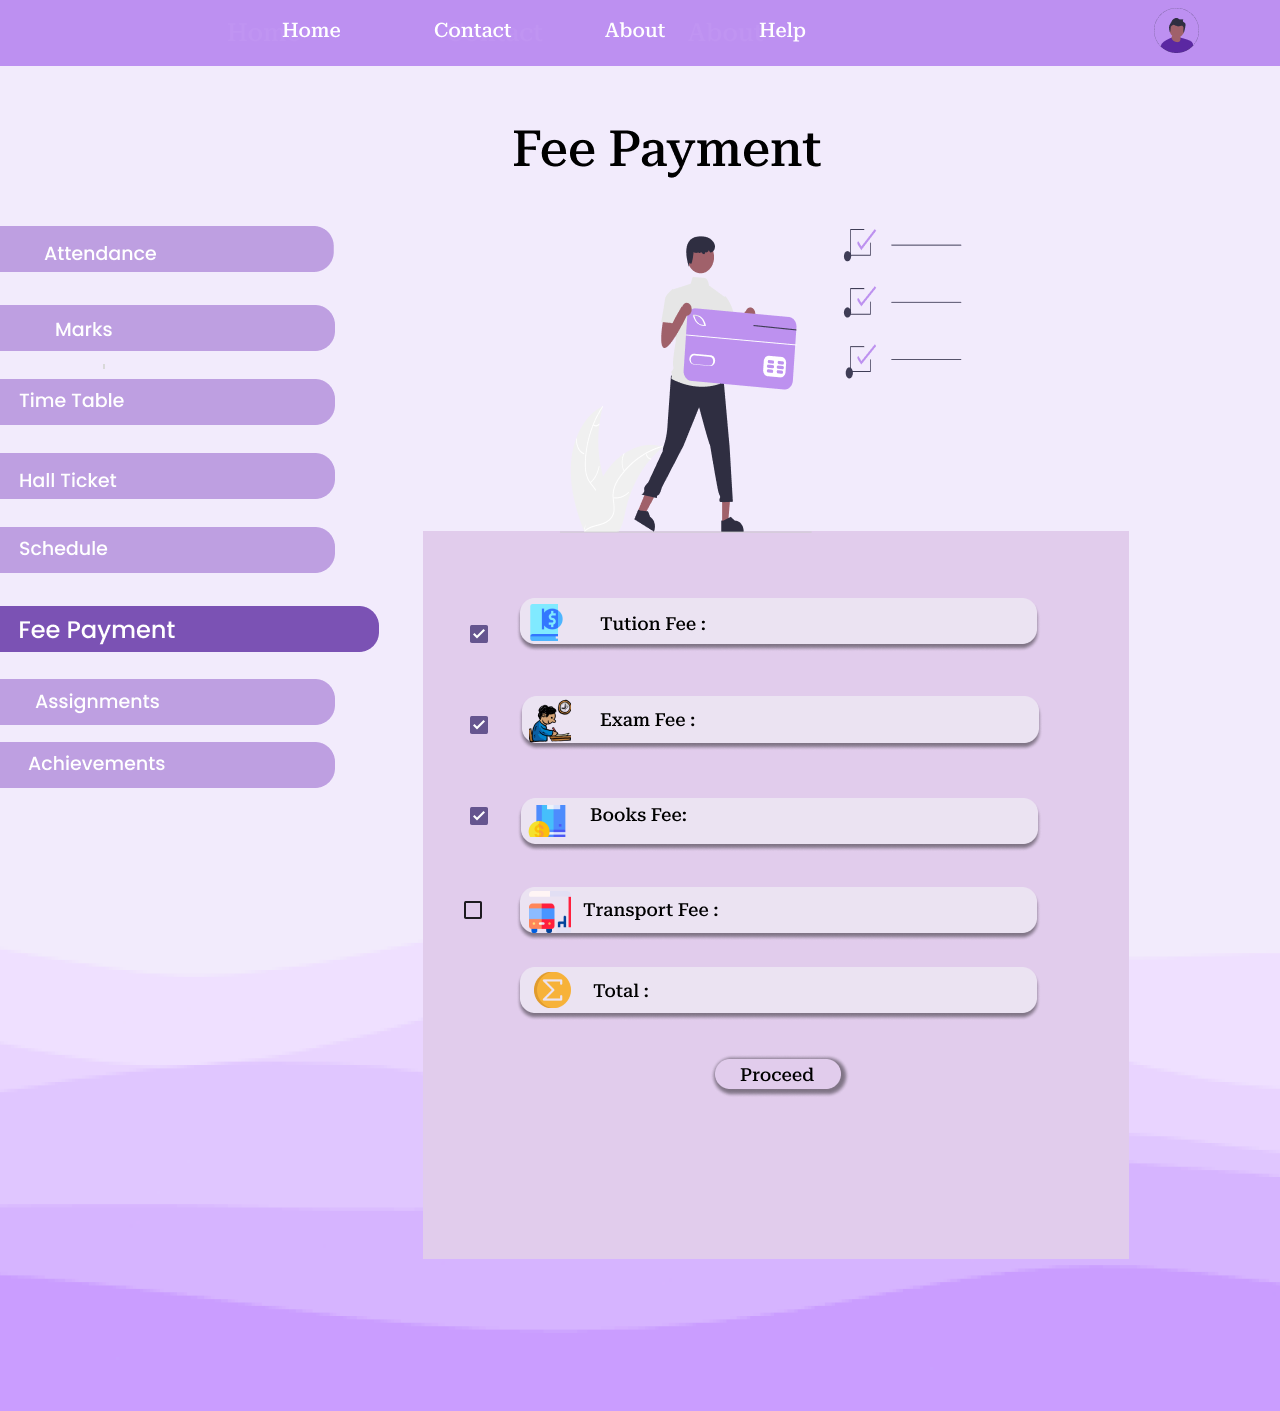 Home Contact About Help
Fee Payment
Attendance
Marks
Time Table
Hall Ticket
Schedule
Fee Payment
Assignments
Achievements
Tution Fee :
Exam Fee :
Books Fee:
Transport Fee :
Total :
Proceed